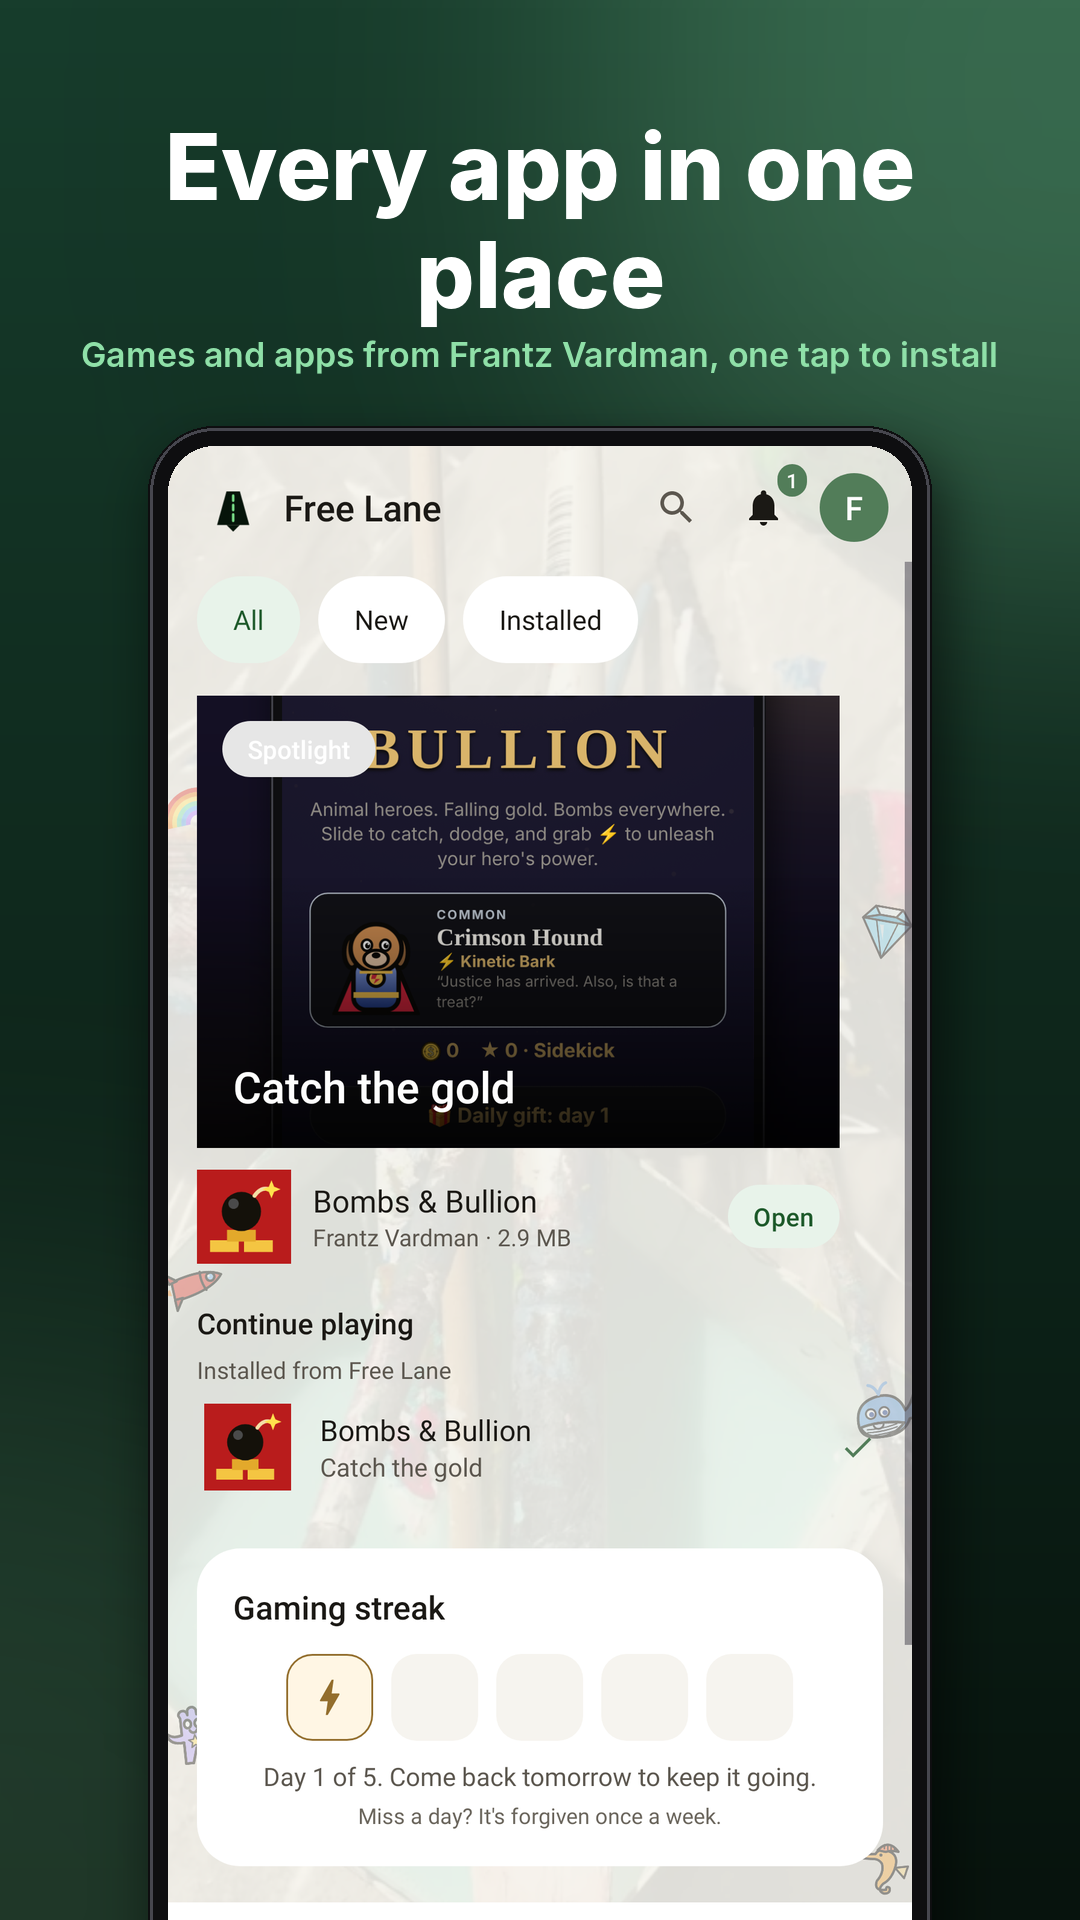 Every app in one
place
Games and apps from Frantz Vardman, one tap to install
Free Lane
1
F
All
New
Installed
Spotlight
BULLION
Animal heroes. Falling gold. Bombs everywhere.
Slide to catch, dodge, and grab ⚡ to unleash
your hero's power.
COMMON
Crimson Hound
⚡ Kinetic Bark
“Justice has arrived. Also, is that a
treat?”
0 ★ 0 · Sidekick
Catch the gold
🎁 Daily gift: day 1
Bombs & Bullion
Frantz Vardman · 2.9 MB
Open
Continue playing
Installed from Free Lane
Bombs & Bullion
Catch the gold
Gaming streak
Day 1 of 5. Come back tomorrow to keep it going.
Miss a day? It's forgiven once a week.